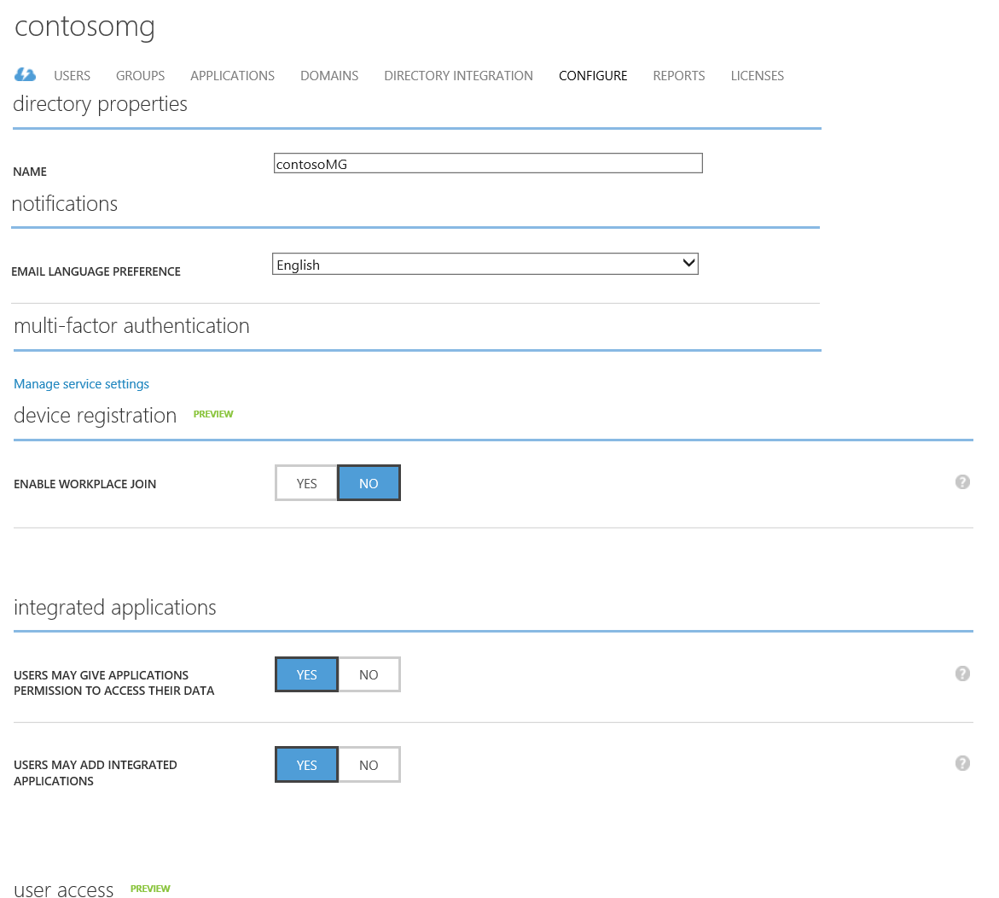 contosomg
USERS GROUPS APPLICATIONS DOMAINS DIRECTORY INTEGRATION CONFIGURE REPORTS LICENSES
directory properties
NAME contosoMG
notifications
EMAIL LANGUAGE PREFERENCE English
multi-factor authentication
Manage service settings
device registration PREVIEW
ENABLE WORKPLACE JOIN YES NO ?
integrated applications
USERS MAY GIVE APPLICATIONS YES NO ?
PERMISSION TO ACCESS THEIR DATA
USERS MAY ADD INTEGRATED YES NO ?
APPLICATIONS
user access PREVIEW